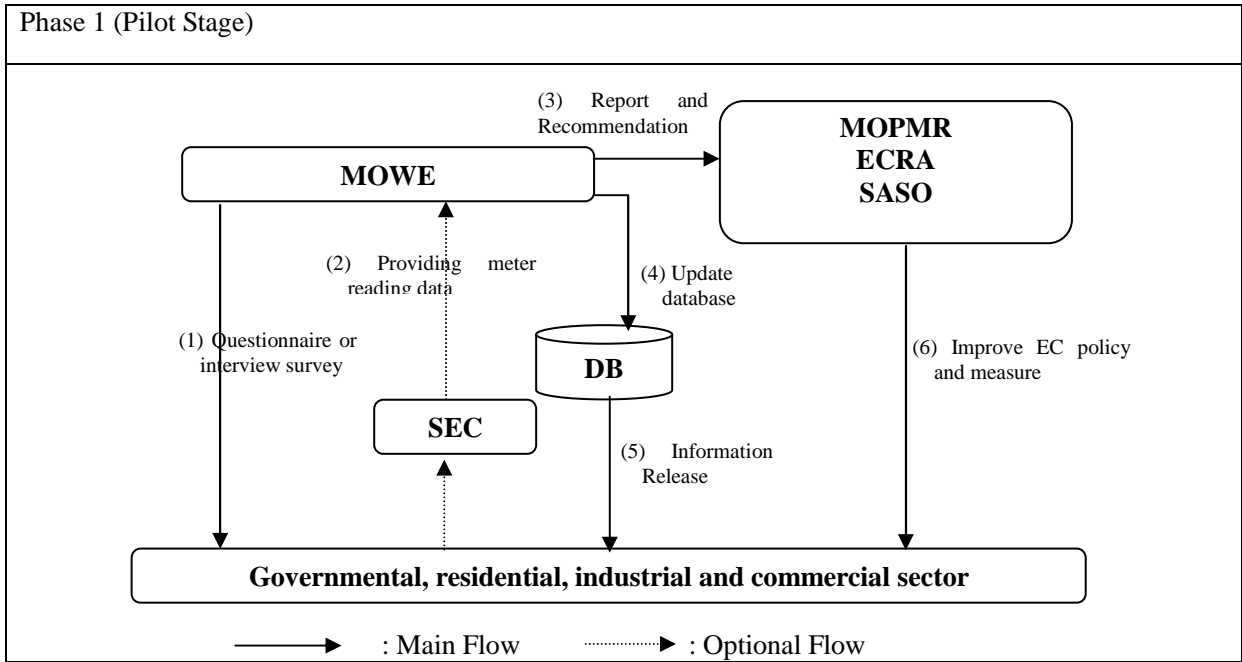 Phase 1 (Pilot Stage)
(3) Report and
Recommendation
MOPMR
ECRA
SASO
MOWE
(2) Providing meter
reading data
(4) Update
database
(1) Questionnaire or
interview survey
DB
(6) Improve EC policy
and measure
SEC
(5) Information
Release
Governmental, residential, industrial and commercial sector
: Main Flow : Optional Flow